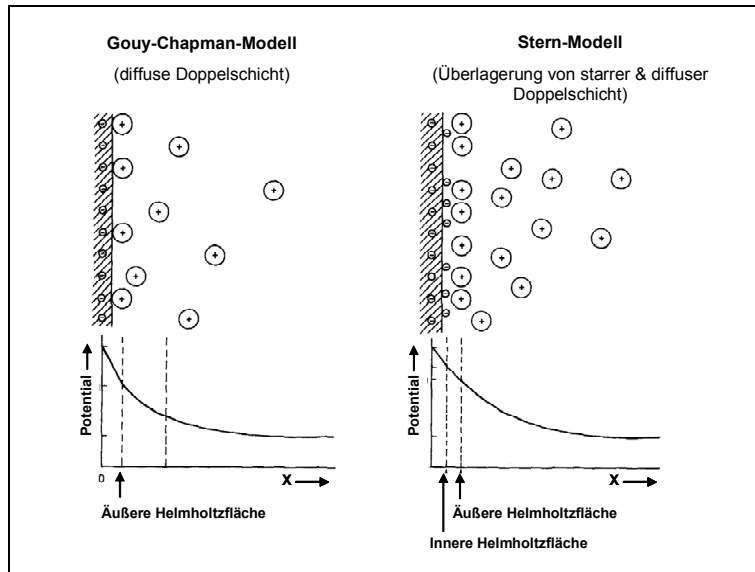 Gouy-Chapman-Modell
(diffuse Doppelschicht)
Potential
0
X
Äußere Helmholtzfläche
Stern-Modell
(Überlagerung von starrer & diffuser
Doppelschicht)
Potential
X
Äußere Helmholtzfläche
Innere Helmholtzfläche